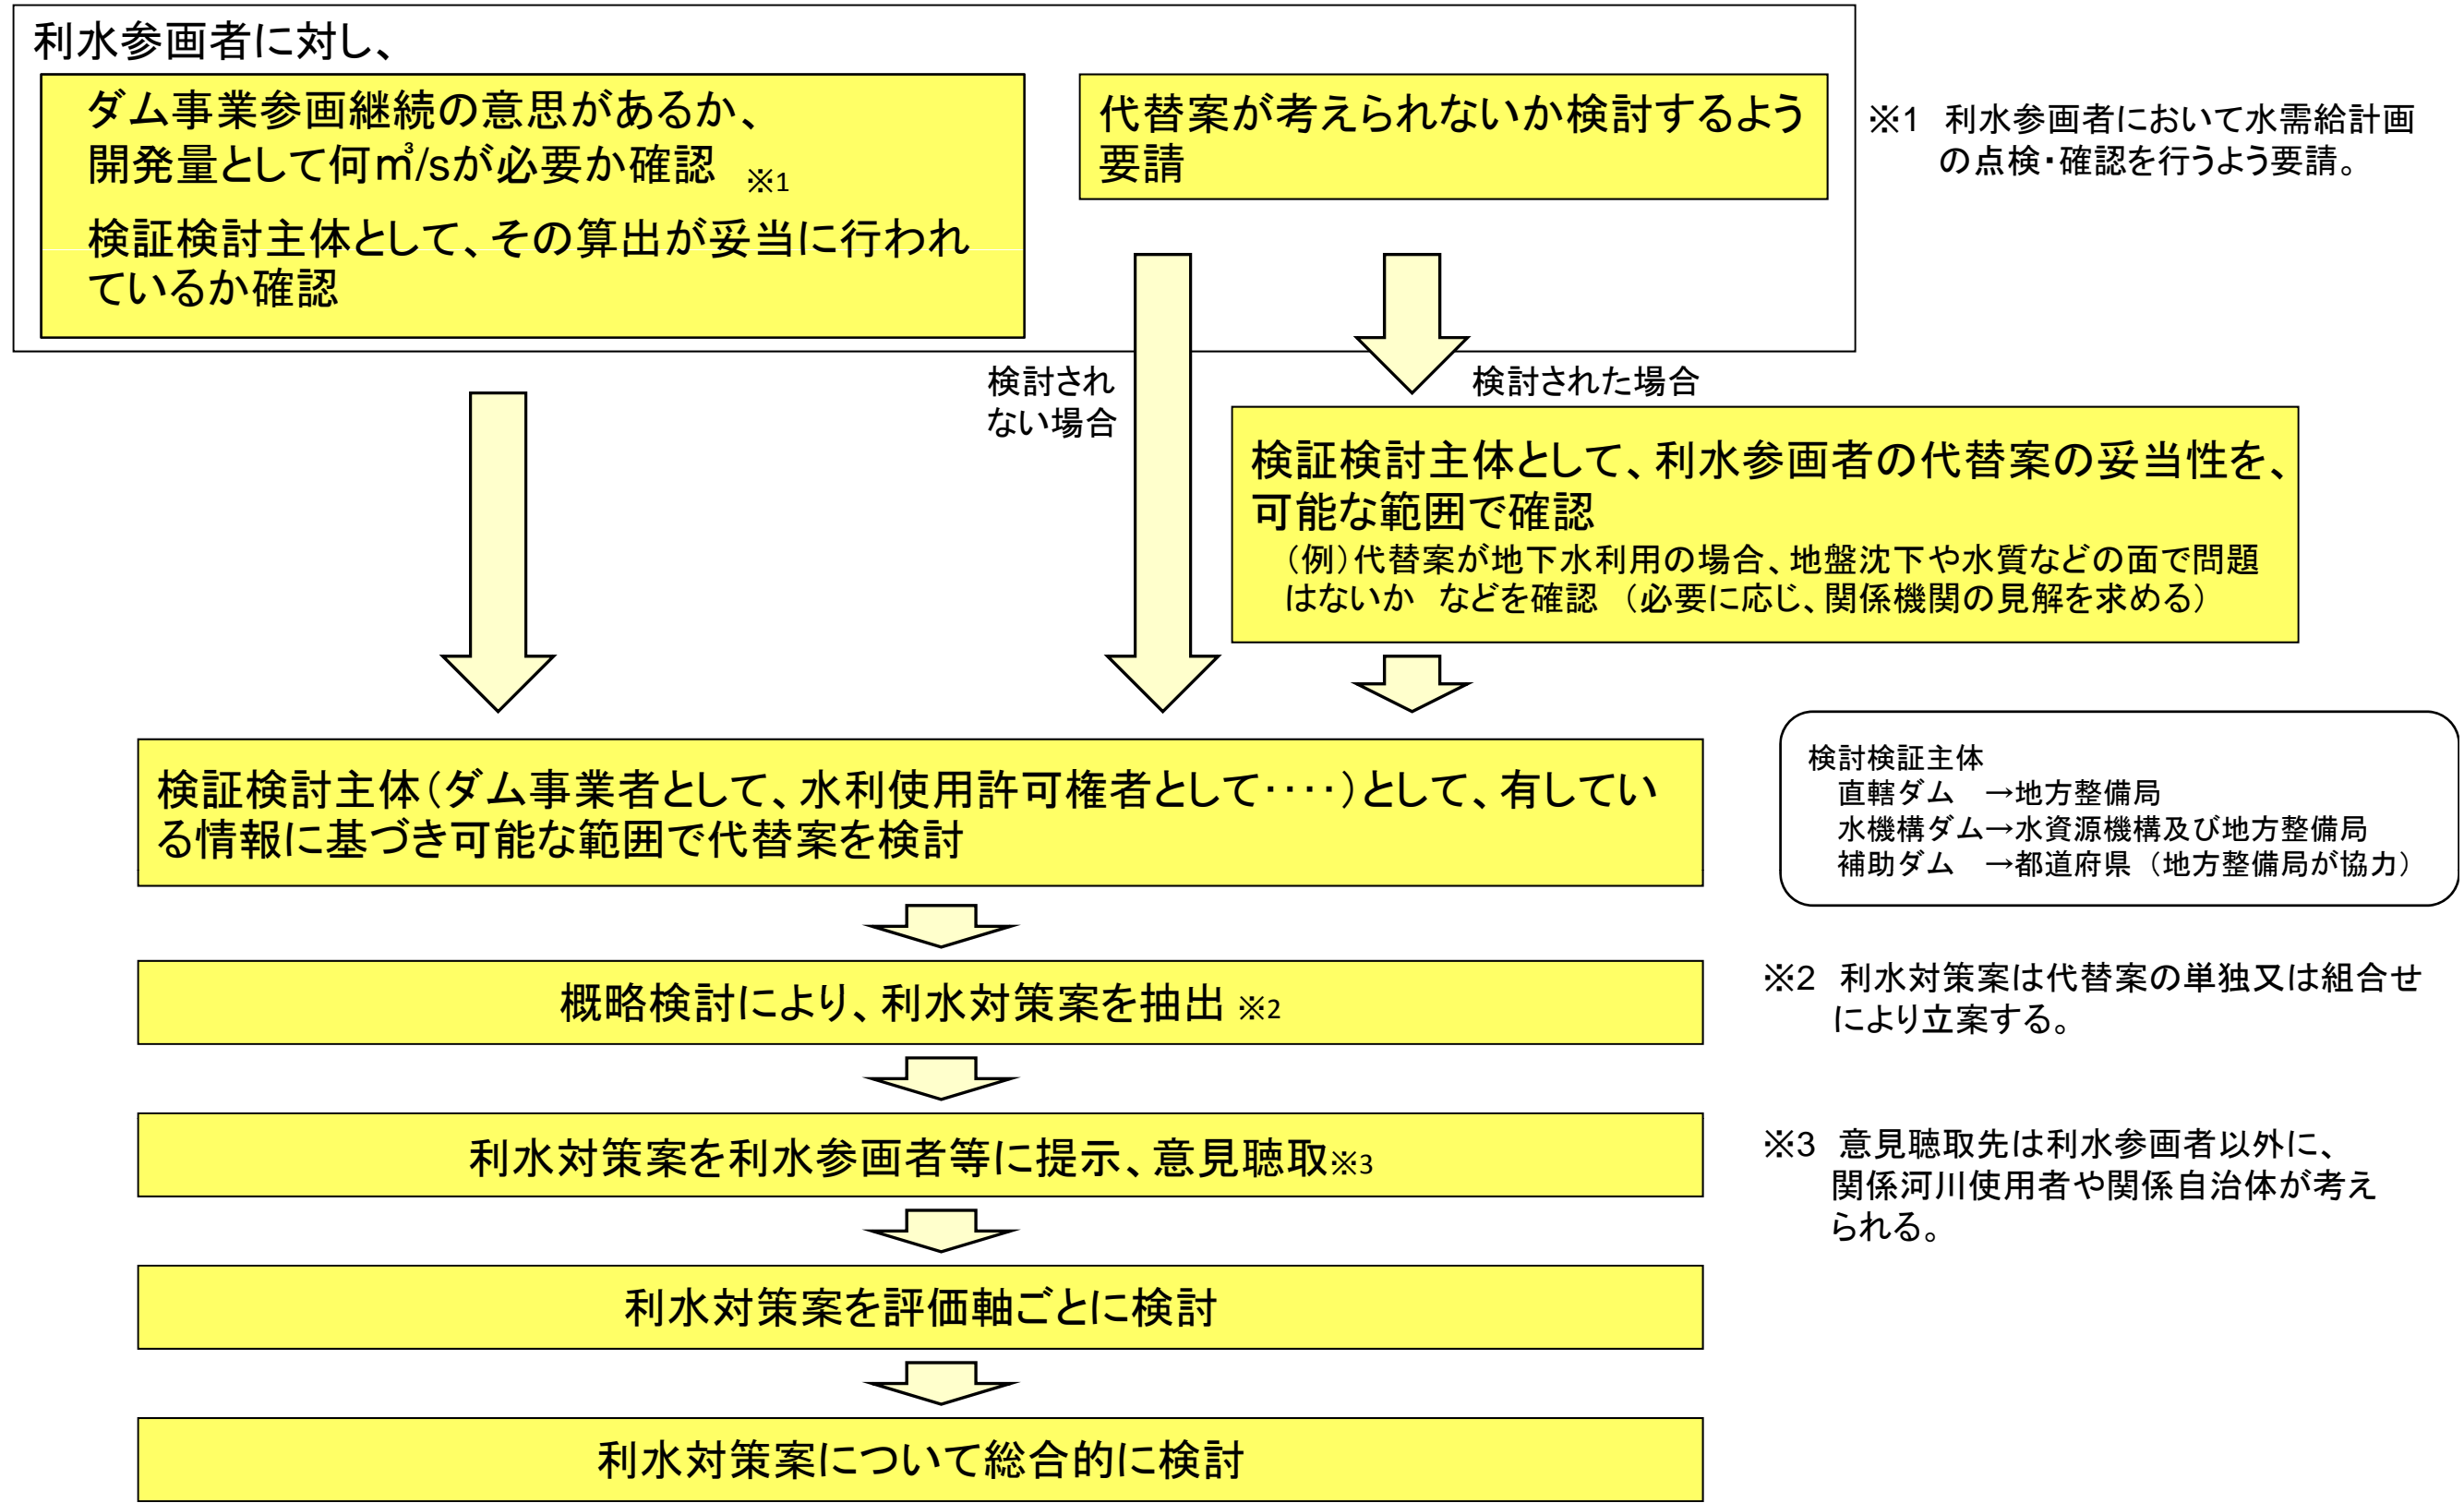 利水参画者に対し、
ダム事業参画継続の意思があるか、
開発量として何㎥/sが必要か確認 ※1
検証検討主体として、その算出が妥当に行われ
ているか確認
代替案が考えられないか検討するよう
要請
※1 利水参画者において水需給計画
の点検・確認を行うよう要請。
検討され
ない場合
検討された場合
検証検討主体として、利水参画者の代替案の妥当性を、
可能な範囲で確認
（例）代替案が地下水利用の場合、地盤沈下や水質などの面で問題
はないか などを確認 （必要に応じ、関係機関の見解を求める）
検証検討主体（ダム事業者として、水利使用許可権者として‥‥）として、有してい
る情報に基づき可能な範囲で代替案を検討
検討検証主体
直轄ダム →地方整備局
水機構ダム→水資源機構及び地方整備局
補助ダム →都道府県（地方整備局が協力）
概略検討により、利水対策案を抽出 ※2
※2 利水対策案は代替案の単独又は組合せ
により立案する。
利水対策案を利水参画者等に提示、意見聴取※3
※3 意見聴取先は利水参画者以外に、
関係河川使用者や関係自治体が考え
られる。
利水対策案を評価軸ごとに検討
利水対策案について総合的に検討